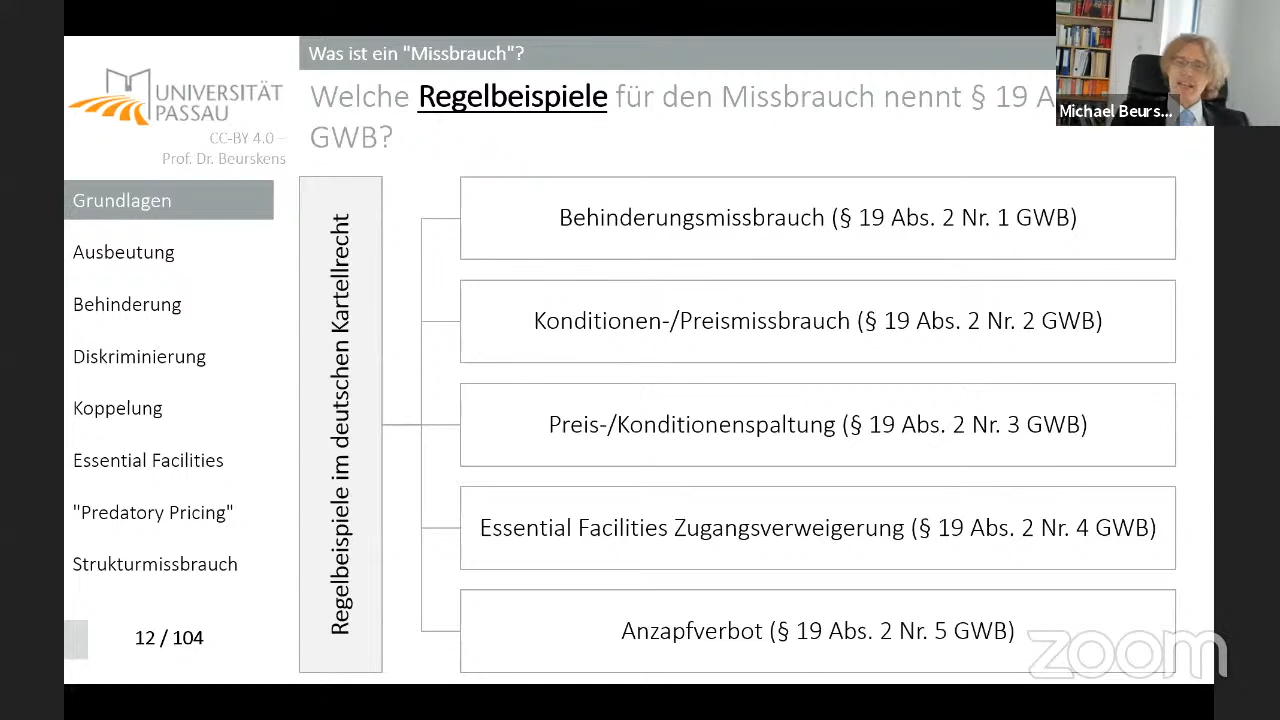 Was ist ein "Missbrauch"?
Welche Regelbeispiele für den Missbrauch nennt § 19 A
GWB?
Michael Beurs...
UNIVERSITÄT
PASSAU
CC-BY 4.0 –
Prof. Dr. Beurskens
Grundlagen
Ausbeutung
Behinderung
Diskriminierung
Koppelung
Essential Facilities
"Predatory Pricing"
Strukturmissbrauch
12 / 104
Regelbeispiele im deutschen Kartellrecht
Behinderungsmissbrauch (§ 19 Abs. 2 Nr. 1 GWB)
Konditionen-/Preismissbrauch (§ 19 Abs. 2 Nr. 2 GWB)
Preis-/Konditionenspaltung (§ 19 Abs. 2 Nr. 3 GWB)
Essential Facilities Zugangsverweigerung (§ 19 Abs. 2 Nr. 4 GWB)
Anzapfverbot (§ 19 Abs. 2 Nr. 5 GWB)
zoom